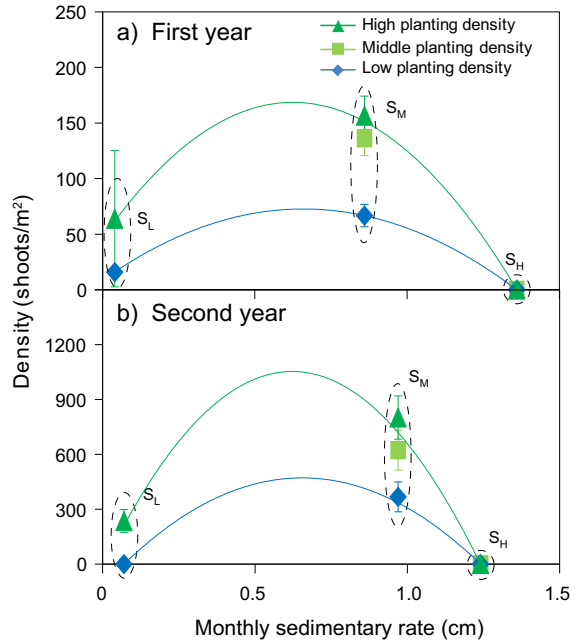 a) First year
High planting density
Middle planting density
Low planting density
250
200
150
100
50
0
S_L
S_M
S_H
Density (shoots/m²)
b) Second year
1200
900
600
300
0
S_L
S_M
S_H
0 0.5 1.0 1.5
Monthly sedimentary rate (cm)